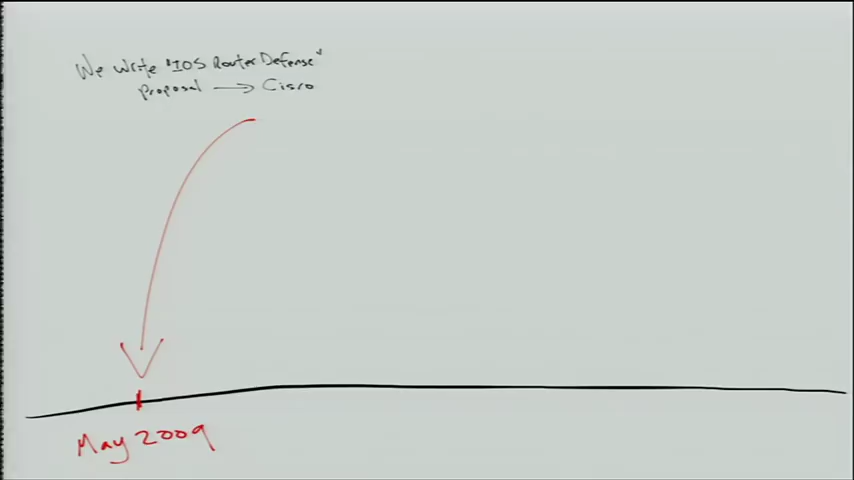 We write "IOS Router Defense"
proposal → Cisco
May 2009